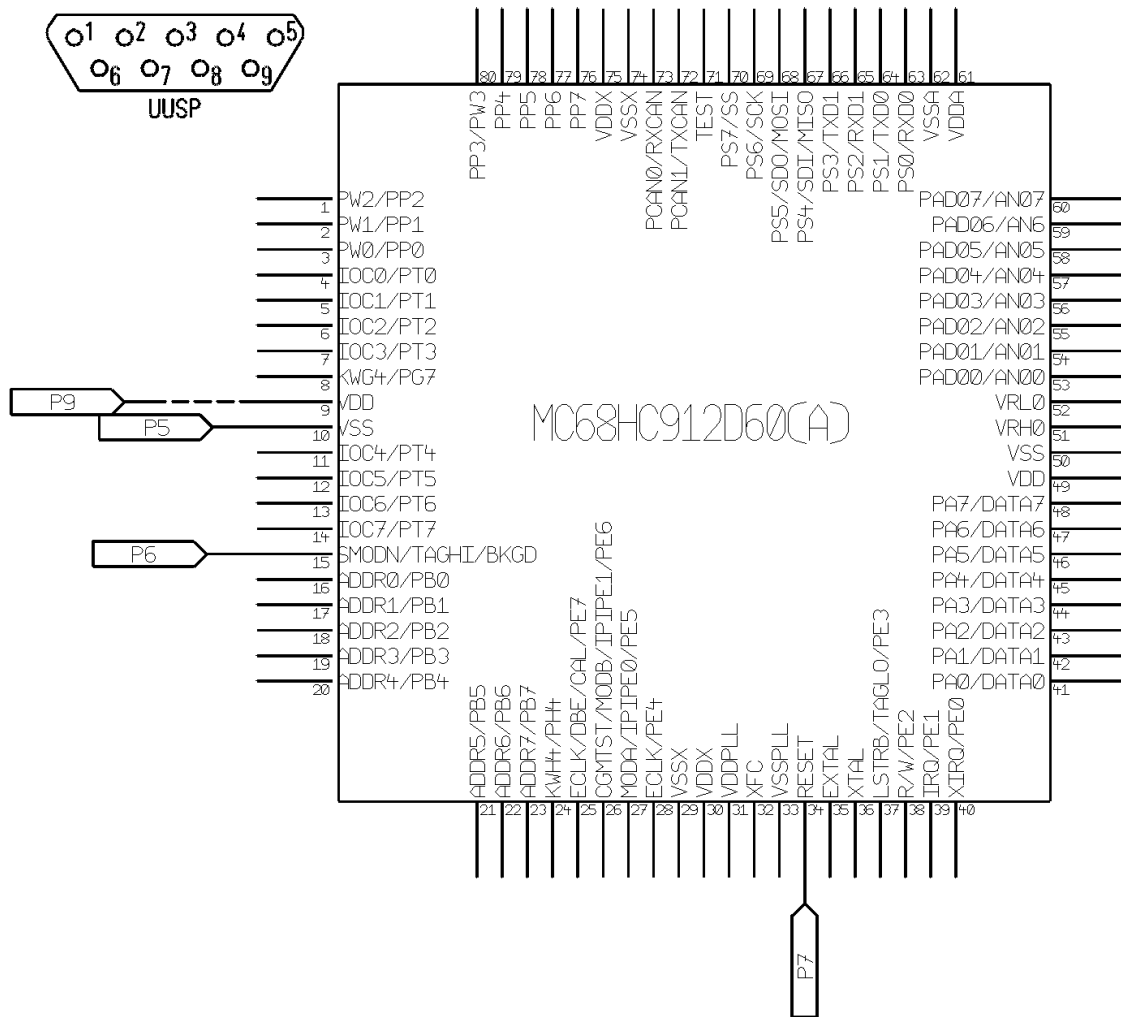 1 2 3 4 5
6 7 8 9
UUSP
80 79 78 77 76 75 74 73 72 71 70 69 68 67 66 65 64 63 62 61
PP3/PW3
PP4
PP5
PP6
PP7
VDDX
VSSX
PCAN0/RXCAN
PCAN1/TXCAN
TEST
PS7/SS
PS6/SCK
PS5/SDO/MOSI
PS4/SDI/MISO
PS3/TXD1
PS2/RXD1
PS1/TXD0
PS0/RXD0
VSSA
VDDA
1 PW2/PP2
2 PW1/PP1
3 PW0/PP0
4 IOC0/PT0
5 IOC1/PT1
6 IOC2/PT2
7 IOC3/PT3
8 KWG4/PG7
P9 9 VDD
P5 10 VSS
11 IOC4/PT4
12 IOC5/PT5
13 IOC6/PT6
14 IOC7/PT7
P6 15 SMODN/TAGHI/BKGD
16 ADDR0/PB0
17 ADDR1/PB1
18 ADDR2/PB2
19 ADDR3/PB3
20 ADDR4/PB4
MC68HC912D60(A)
PAD07/AN07 60
PAD06/AN6 59
PAD05/AN05 58
PAD04/AN04 57
PAD03/AN03 56
PAD02/AN02 55
PAD01/AN01 54
PAD00/AN00 53
VRL0 52
VRH0 51
VSS 50
VDD 49
PA7/DATA7 48
PA6/DATA6 47
PA5/DATA5 46
PA4/DATA4 45
PA3/DATA3 44
PA2/DATA2 43
PA1/DATA1 42
PA0/DATA0 41
ADDR5/PB5
ADDR6/PB6
ADDR7/PB7
KWH4/PH4
ECLK/DBE/CAL/PE7
CGMTST/MODB/IPIPE1/PE6
MODA/IPIPE0/PE5
ECLK/PE4
VSSX
VDDX
VDDPLL
XFC
VSSPLL
RESET
EXTAL
XTAL
LSTRB/TAGLO/PE3
R/W/PE2
IRQ/PE1
XIRQ/PE0
21 22 23 24 25 26 27 28 29 30 31 32 33 34 35 36 37 38 39 40
P7